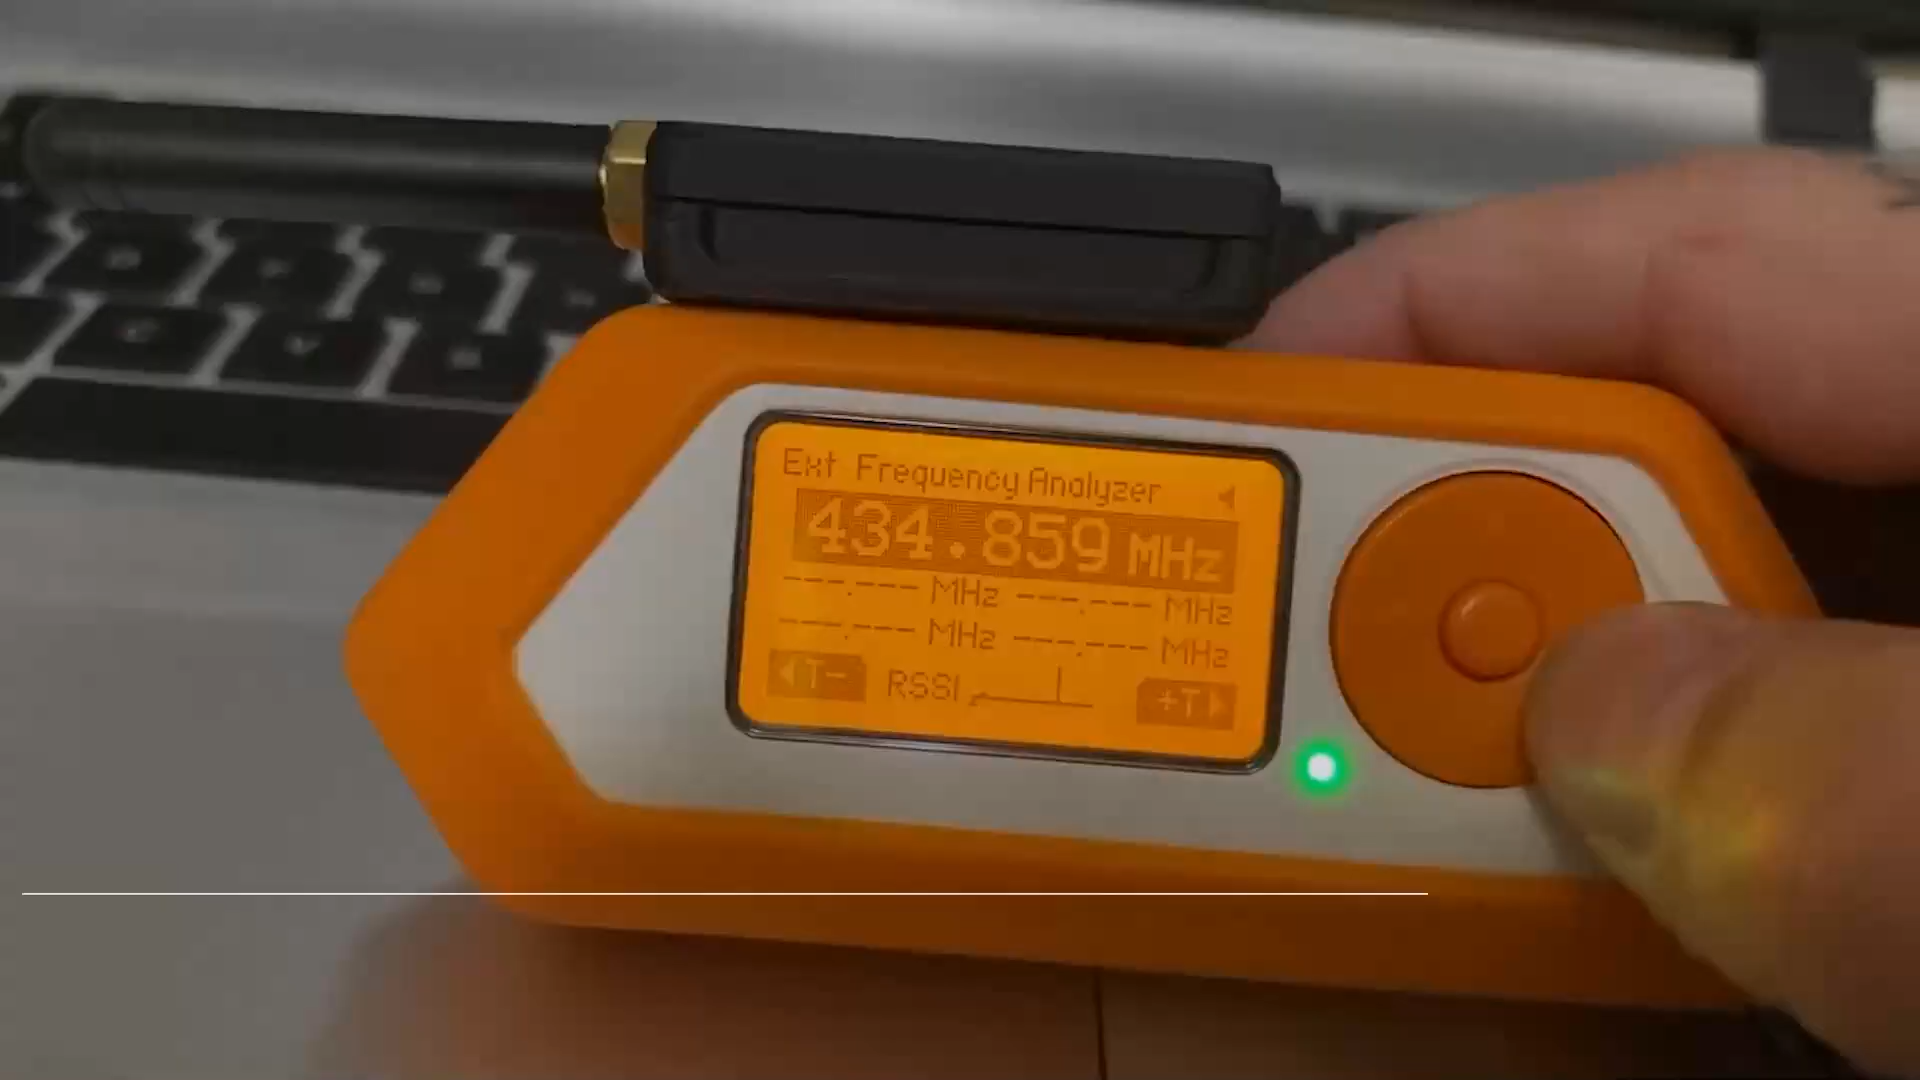 Ext Frequency Analyzer
434.859 MHz
---.--- MHz ---.--- MHz
---.--- MHz ---.--- MHz
T- RSSI +T